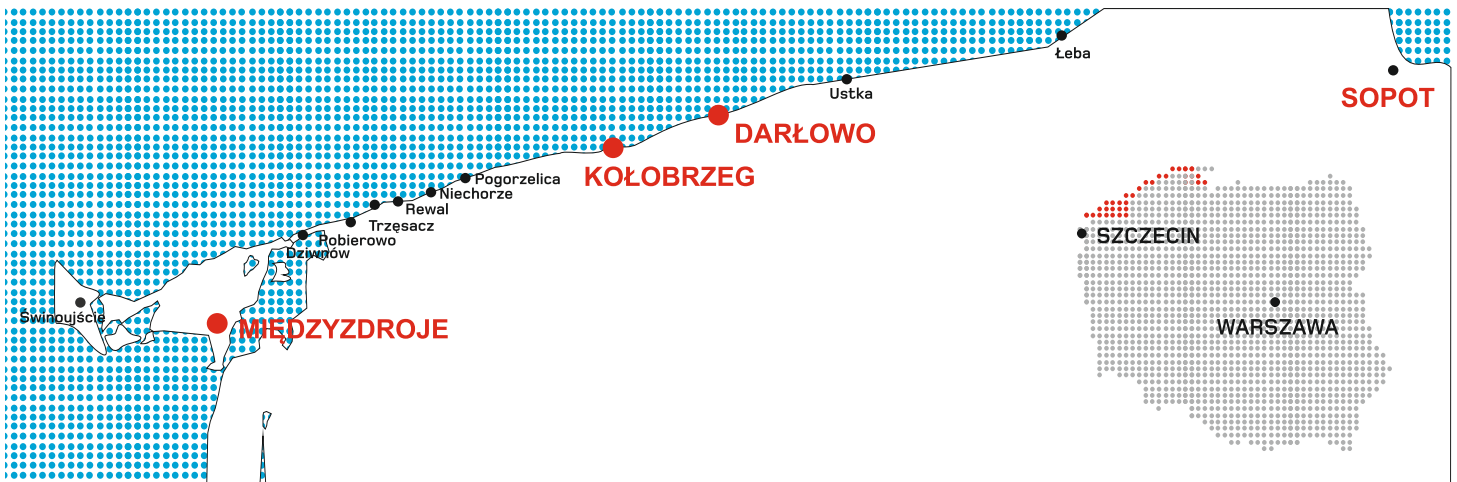 Łeba
Ustka
SOPOT
DARŁOWO
KOŁOBRZEG
Pogorzelica
Niechorze
Rewal
Trzęsacz
Pobierowo
Dziwnów
Świnoujście
MIĘDZYZDROJE
SZCZECIN
WARSZAWA